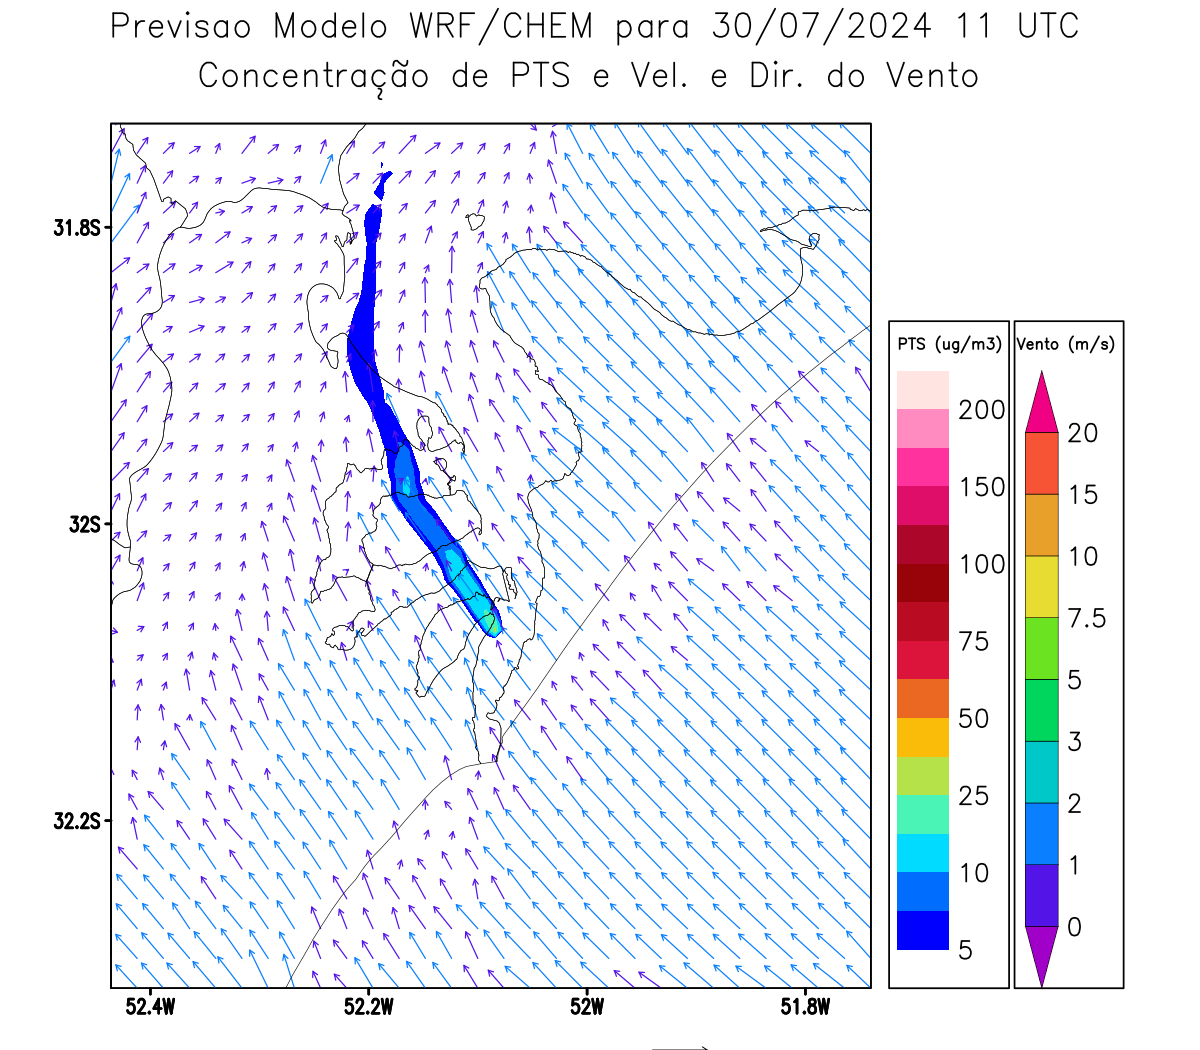 Previsao Modelo WRF/CHEM para 30/07/2024 11 UTC
Concentração de PTS e Vel. e Dir. do Vento
31.8S
32S
32.2S
52.4W 52.2W 52W 51.8W
PTS (ug/m3)
200
150
100
75
50
25
10
5
Vento (m/s)
20
15
10
7.5
5
3
2
1
0